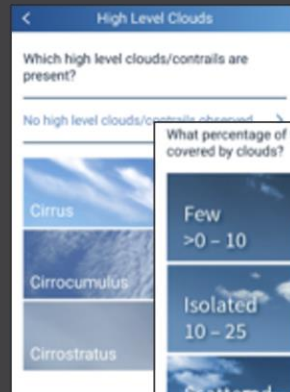 High Level Clouds
Which high level clouds/contrails are
present?
No high level clouds/contrails observed
Cirrus
Cirrocumulus
Cirrostratus
What percentage of
covered by clouds?
Few
>0 – 10
Isolated
10 – 25